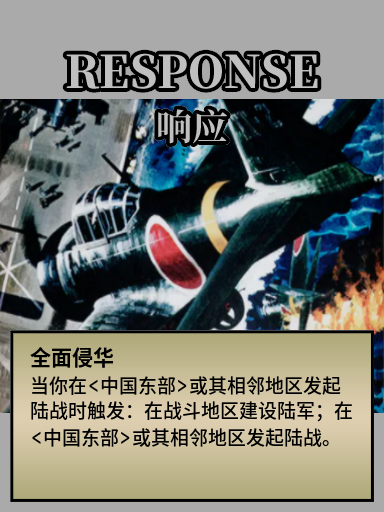 RESPONSE
响应
全面侵华
当你在<中国东部>或其相邻地区发起
陆战时触发：在战斗地区建设陆军；在
<中国东部>或其相邻地区发起陆战。